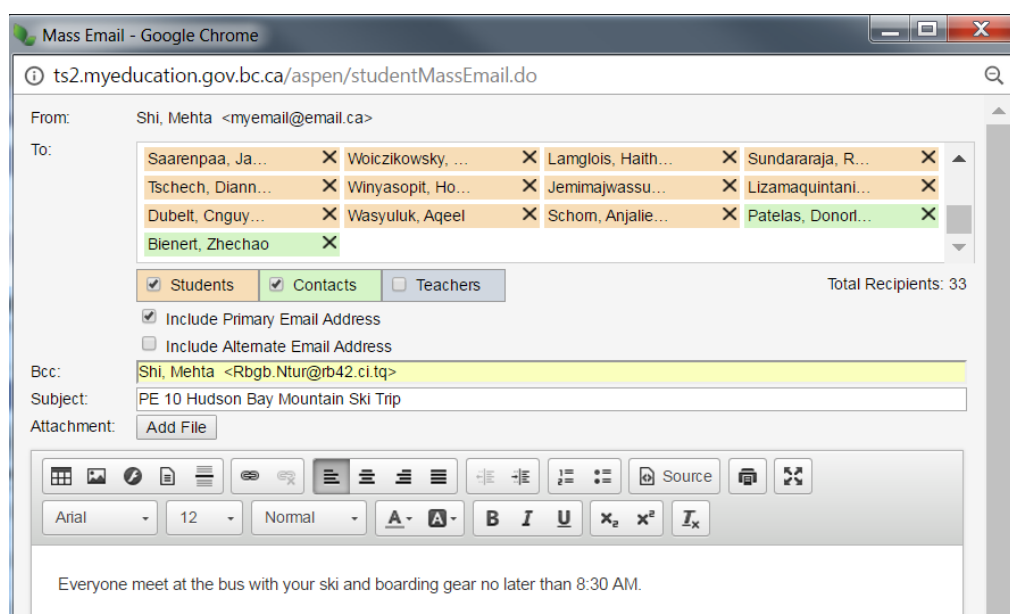 Mass Email - Google Chrome
ts2.myeducation.gov.bc.ca/aspen/studentMassEmail.do
From: Shi, Mehta <myemail@email.ca>
To:
Saarenpaa, Ja... Woiczikowsky, ... Lamglois, Haith... Sundararaja, R...
Tschech, Diann... Winyasopit, Ho... Jemimajwassu... Lizamaquintani...
Dubelt, Cnguy... Wasyuluk, Aqeel Schorn, Anjalie... Patelas, Donorl...
Bienert, Zhechao
Students Contacts Teachers Total Recipients: 33
Include Primary Email Address
Include Alternate Email Address
Bcc: Shi, Mehta <Rbgb.Ntur@rb42.ci.tq>
Subject: PE 10 Hudson Bay Mountain Ski Trip
Attachment: Add File
Source
Arial 12 Normal A A B I U x₂ x² Iₓ
Everyone meet at the bus with your ski and boarding gear no later than 8:30 AM.